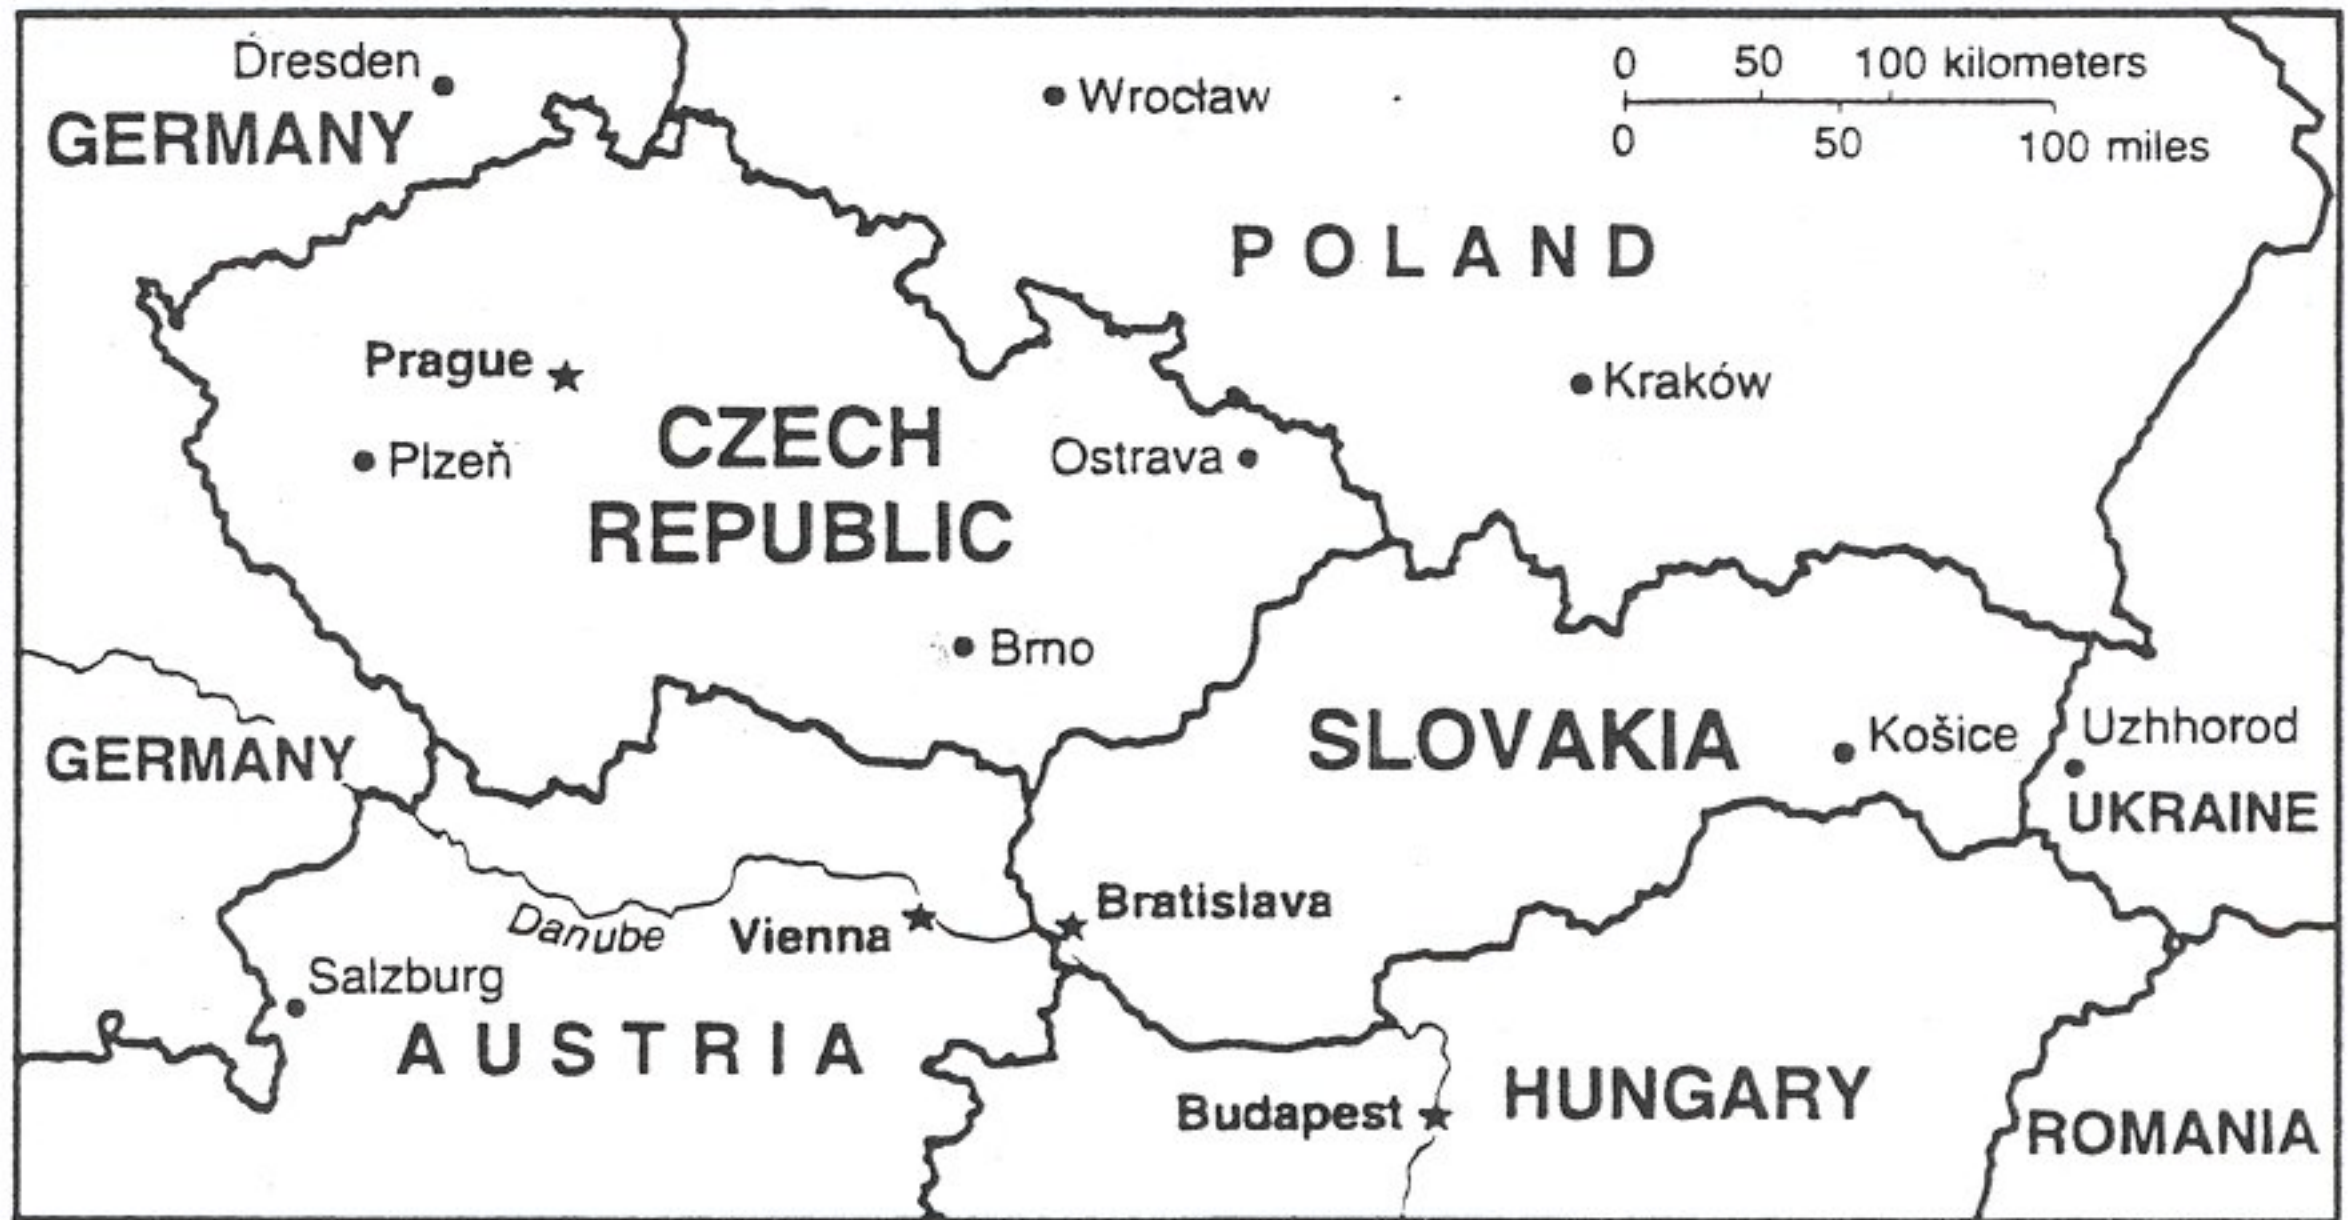 Dresden
GERMANY
Wrocław
0 50 100 kilometers
0 50 100 miles
POLAND
Prague
Plzeň
CZECH
REPUBLIC
Ostrava
Kraków
Brno
GERMANY
SLOVAKIA
Košice
Uzhhorod
UKRAINE
Danube
Vienna
Bratislava
Salzburg
AUSTRIA
Budapest
HUNGARY
ROMANIA